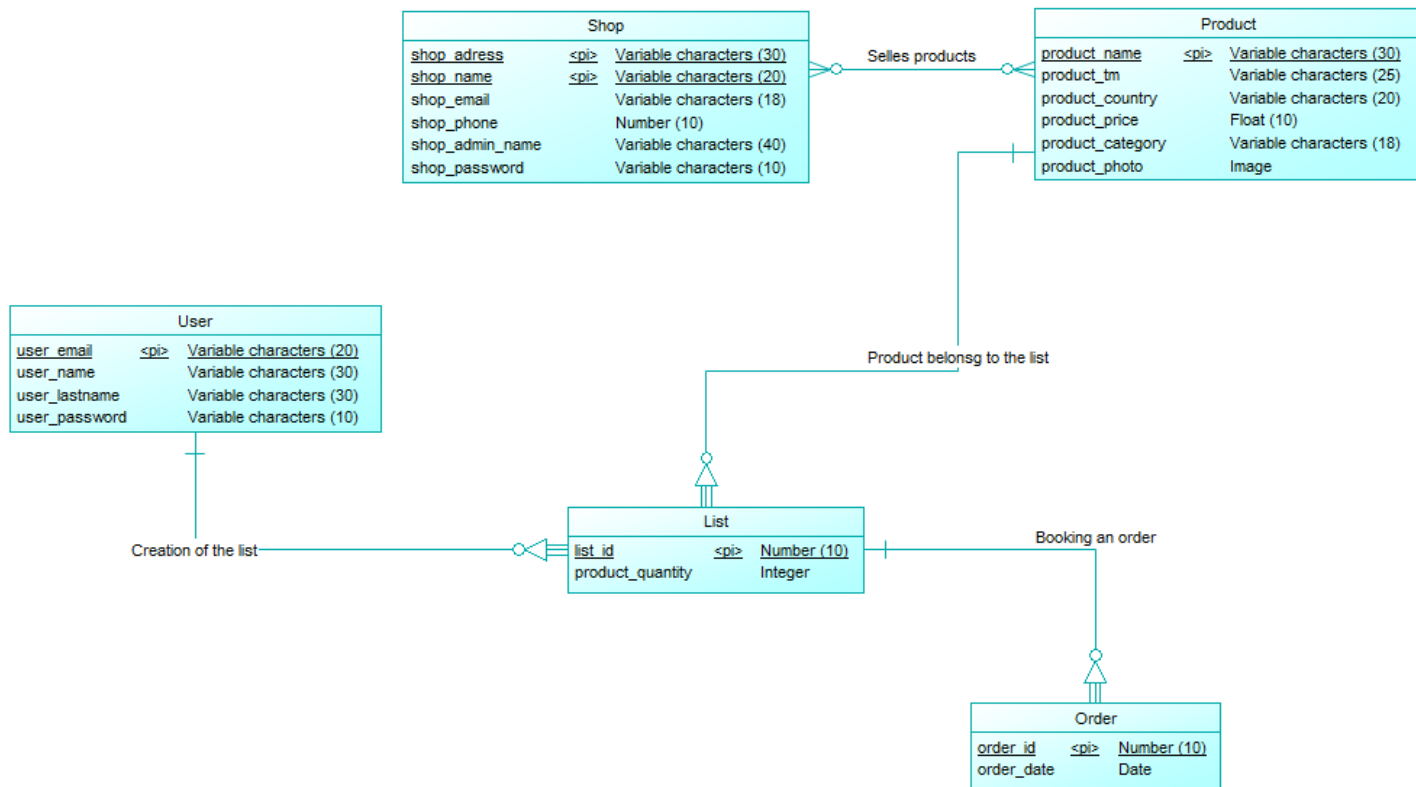 Shop
shop_adress <pi> Variable characters (30)
shop_name <pi> Variable characters (20)
shop_email Variable characters (18)
shop_phone Number (10)
shop_admin_name Variable characters (40)
shop_password Variable characters (10)
Selles products
Product
product_name <pi> Variable characters (30)
product_tm Variable characters (25)
product_country Variable characters (20)
product_price Float (10)
product_category Variable characters (18)
product_photo Image
User
user_email <pi> Variable characters (20)
user_name Variable characters (30)
user_lastname Variable characters (30)
user_password Variable characters (10)
Product belonsg to the list
Creation of the list
List
list_id <pi> Number (10)
product_quantity Integer
Booking an order
Order
order_id <pi> Number (10)
order_date Date